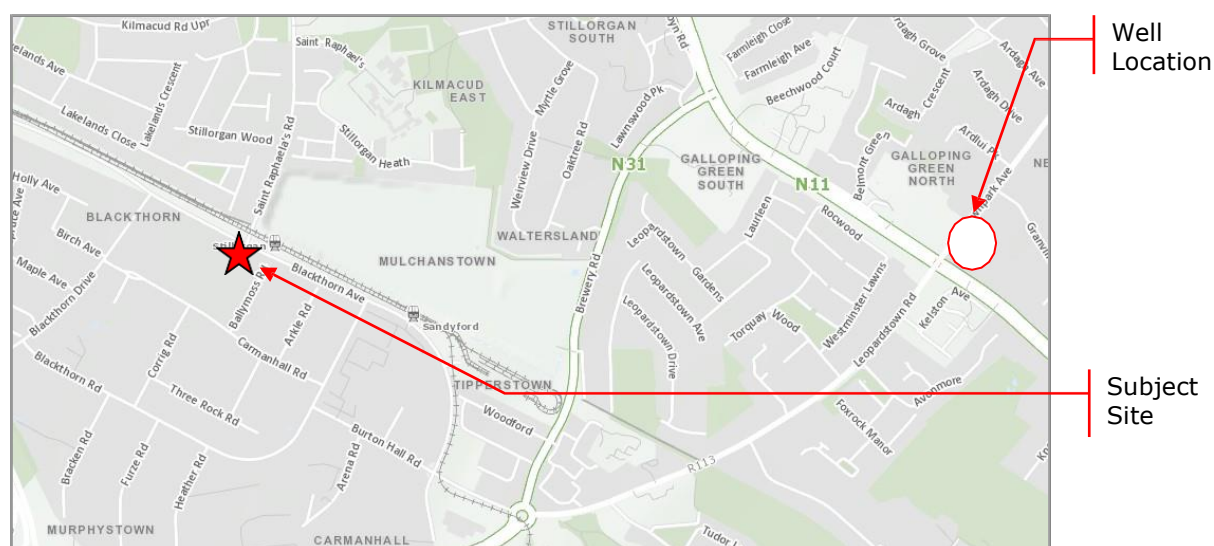 Kilmacud Rd Upr
STILLORGAN
SOUTH
Saint Raphael's
Farmleigh Close
Farmleigh Ave
Ardagh Grove
Ardagh Ave
Well
Location
KILMACUD
EAST
Myrtle Grove
Beechwood Court
Ardagh
Crescent
Ardagh Drive
Lakelands Close
Lakelands Crescent
Stillorgan Wood
Saint Raphaela's Rd
Stillorgan Heath
Weirview Drive
Oaktree Rd
Lawnswood Pk
N31
GALLOPING
GREEN
SOUTH
N11
Belmont Green
GALLOPING
GREEN
NORTH
Ardlui Pk
Holly Ave
BLACKTHORN
Birch Ave
Maple Ave
Blackthorn Drive
WALTERSLAND
Laurleen
Rocwood
MULCHANSTOWN
Blackthorn Ave
Brewery Rd
Leopardstown
Gardens
Leopardstown Ave
Leopardstown Drive
Westminster Lawns
Leopardstown Rd
Kelston Ave
Arkle Rd
Sandyford
Torquay
Wood
Corrig Rd
Carmanhall Rd
Blackthorn Rd
Three Rock Rd
TIPPERSTOWN
Woodford
Avonmore
Foxrock Manor
Subject
Site
Burton Hall Rd
Bracken Rd
Furze Rd
Heather Rd
Arena Rd
R113
MURPHYSTOWN
CARMANHALL